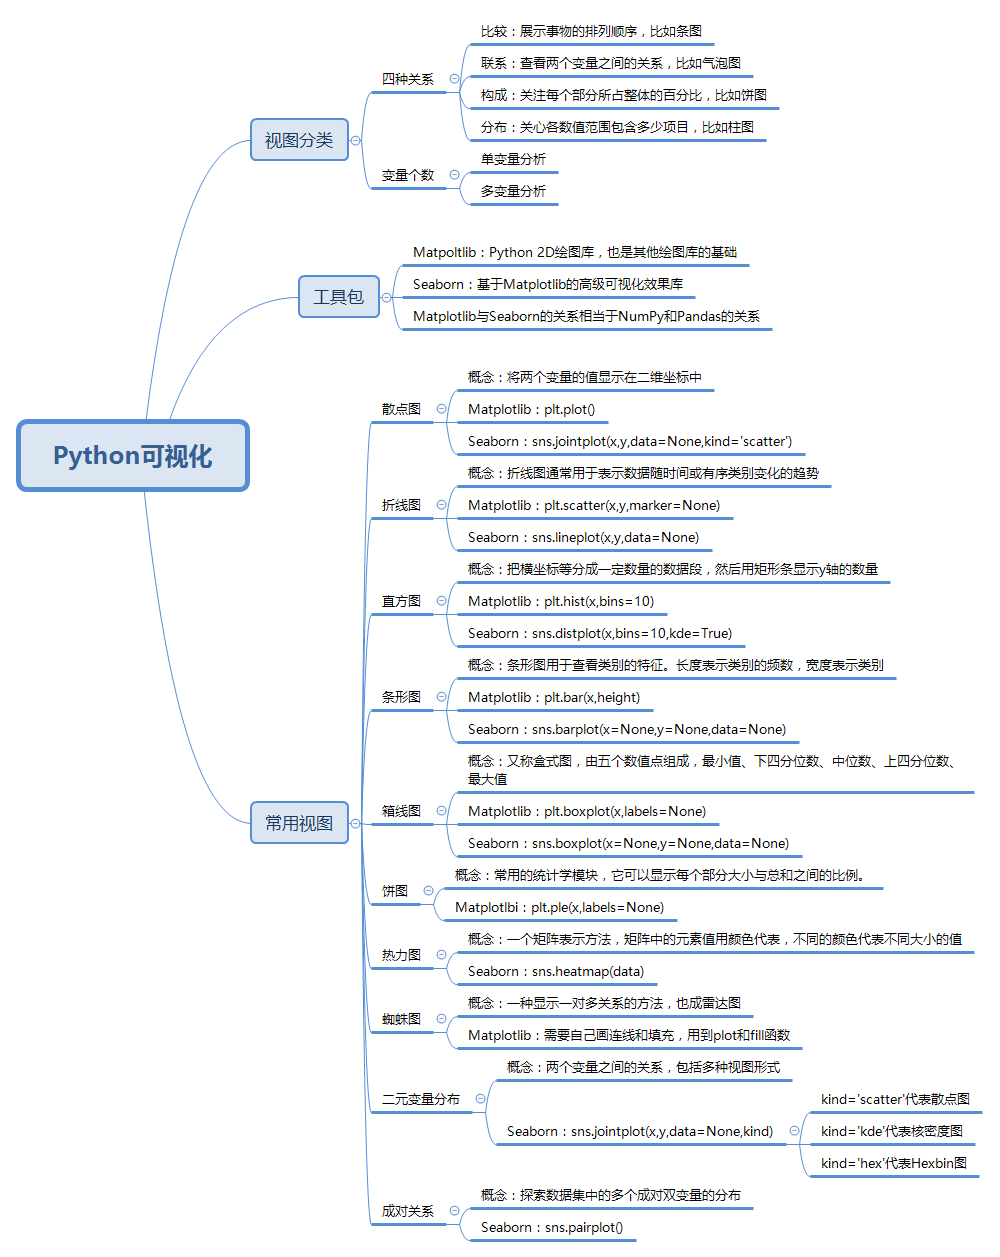 Python可视化
视图分类
四种关系
比较：展示事物的排列顺序，比如条图
联系：查看两个变量之间的关系，比如气泡图
构成：关注每个部分所占整体的百分比，比如饼图
分布：关心各数值范围包含多少项目，比如柱图
变量个数
单变量分析
多变量分析
工具包
Matpoltlib：Python 2D绘图库，也是其他绘图库的基础
Seaborn：基于Matplotlib的高级可视化效果库
Matplotlib与Seaborn的关系相当于NumPy和Pandas的关系
常用视图
散点图
概念：将两个变量的值显示在二维坐标中
Matplotlib：plt.plot()
Seaborn：sns.jointplot(x,y,data=None,kind='scatter')
折线图
概念：折线图通常用于表示数据随时间或有序类别变化的趋势
Matplotlib：plt.scatter(x,y,marker=None)
Seaborn：sns.lineplot(x,y,data=None)
直方图
概念：把横坐标等分成一定数量的数据段，然后用矩形条显示y轴的数量
Matplotlib：plt.hist(x,bins=10)
Seaborn：sns.distplot(x,bins=10,kde=True)
条形图
概念：条形图用于查看类别的特征。长度表示类别的频数，宽度表示类别
Matplotlib：plt.bar(x,height)
Seaborn：sns.barplot(x=None,y=None,data=None)
箱线图
概念：又称盒式图，由五个数值点组成，最小值、下四分位数、中位数、上四分位数、
最大值
Matplotlib：plt.boxplot(x,labels=None)
Seaborn：sns.boxplot(x=None,y=None,data=None)
饼图
概念：常用的统计学模块，它可以显示每个部分大小与总和之间的比例。
Matplotlbi：plt.ple(x,labels=None)
热力图
概念：一个矩阵表示方法，矩阵中的元素值用颜色代表，不同的颜色代表不同大小的值
Seaborn：sns.heatmap(data)
蜘蛛图
概念：一种显示一对多关系的方法，也成雷达图
Matplotlib：需要自己画连线和填充，用到plot和fill函数
二元变量分布
概念：两个变量之间的关系，包括多种视图形式
Seaborn：sns.jointplot(x,y,data=None,kind)
kind='scatter'代表散点图
kind='kde'代表核密度图
kind='hex'代表Hexbin图
成对关系
概念：探索数据集中的多个成对双变量的分布
Seaborn：sns.pairplot()